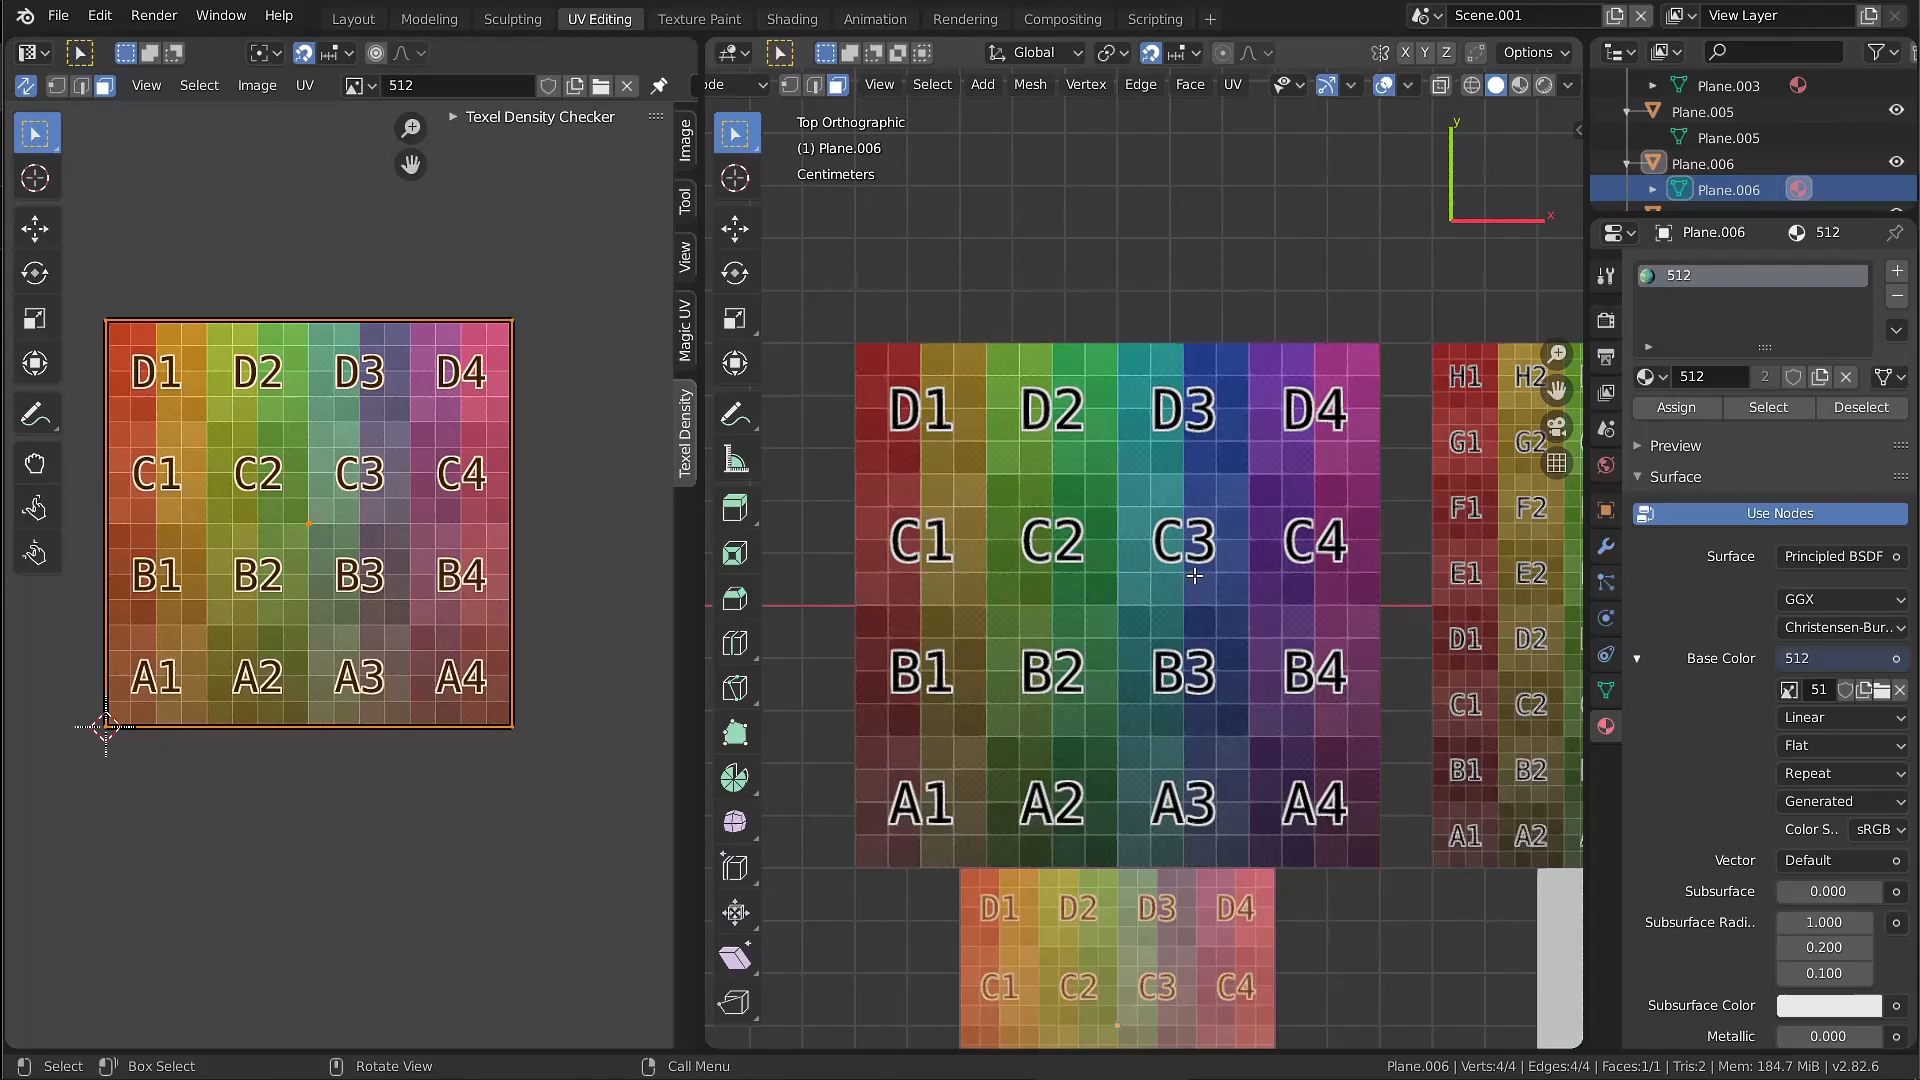 File Edit Render Window Help Layout Modeling Sculpting UV Editing Texture Paint Shading Animation Rendering Compositing Scripting + Scene.001 View Layer
Global X Y Z Options
View Select Image UV 512
ode View Select Add Mesh Vertex Edge Face UV
Texel Density Checker
Image
Tool
View
Magic UV
Texel Density
D1 D2 D3 D4
C1 C2 C3 C4
B1 B2 B3 B4
A1 A2 A3 A4
Top Orthographic
(1) Plane.006
Centimeters
y
x
D1 D2 D3 D4
C1 C2 C3 C4
B1 B2 B3 B4
A1 A2 A3 A4
H1 H2
G1 G2
F1 F2
E1 E2
D1 D2
C1 C2
B1 B2
A1 A2
D1 D2 D3 D4
C1 C2 C3 C4
Plane.003
Plane.005
Plane.005
Plane.006
Plane.006
Plane.006 512
512
512 2
Assign Select Deselect
Preview
Surface
Use Nodes
Surface Principled BSDF
GGX
Christensen-Bur..
Base Color 512
51
Linear
Flat
Repeat
Generated
Color S.. sRGB
Vector Default
Subsurface 0.000
Subsurface Radi.. 1.000
0.200
0.100
Subsurface Color
Metallic 0.000
Select Box Select Rotate View Call Menu Plane.006 | Verts:4/4 | Edges:4/4 | Faces:1/1 | Tris:2 | Mem: 184.7 MiB | v2.82.6